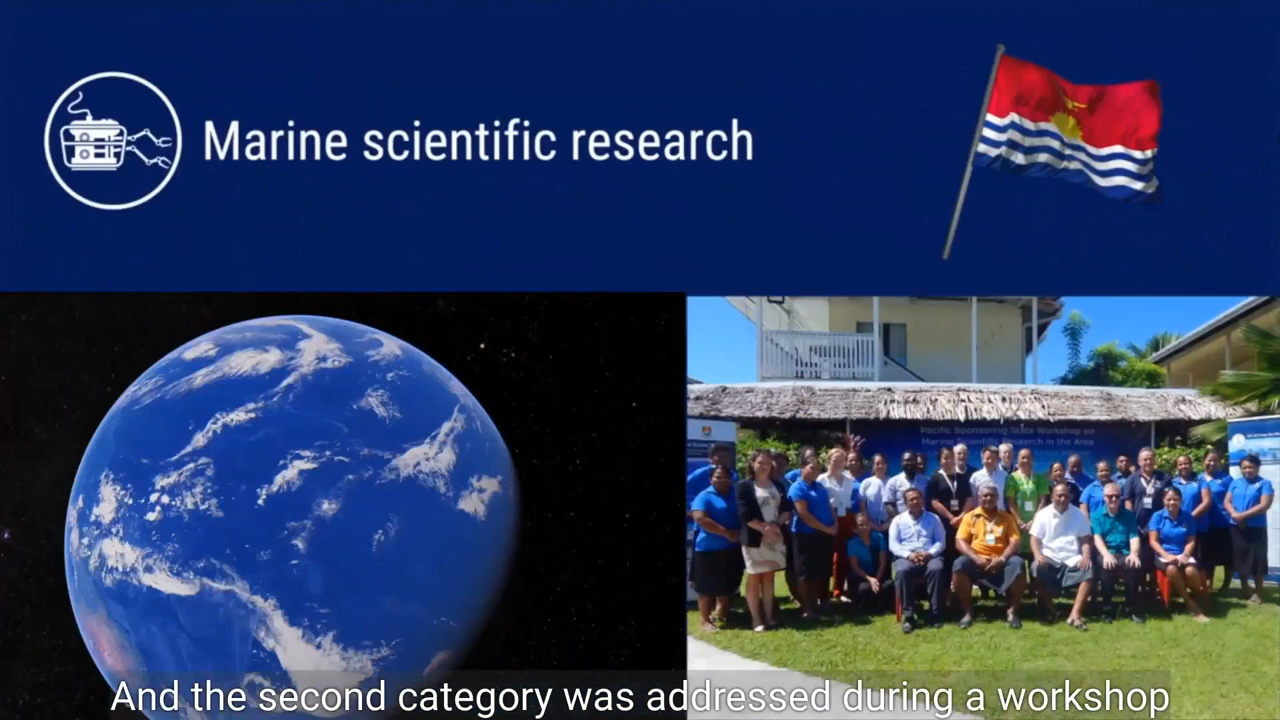 Marine scientific research
Pacific Sponsoring State Workshop on
Marine Scientific Research in the Area
And the second category was addressed during a workshop